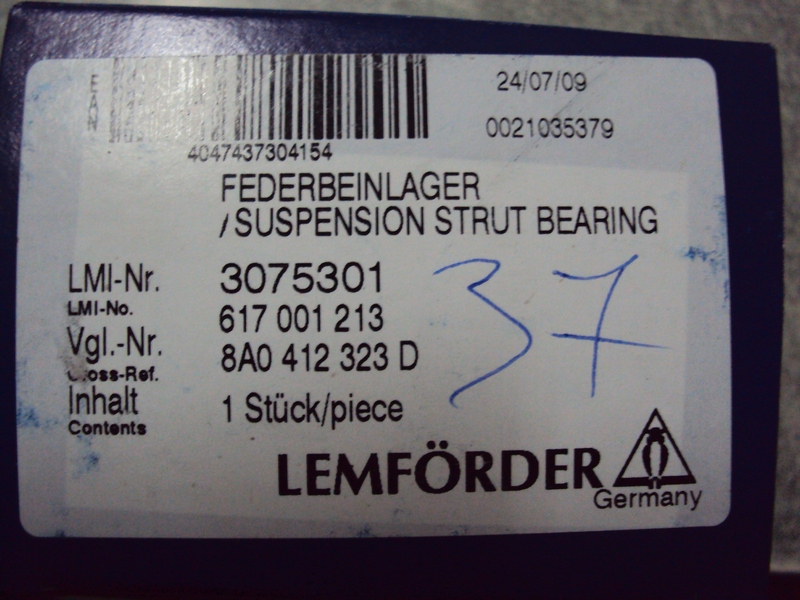 EAN
24/07/09
0021035379
4047437304154
FEDERBEINLAGER
/SUSPENSION STRUT BEARING
LMI-Nr. 3075301
LMI-No. 617 001 213
Vgl.-Nr. 8A0 412 323 D
Cross-Ref.
Inhalt 1 Stück/piece
Contents
37
LEMFÖRDER
Germany